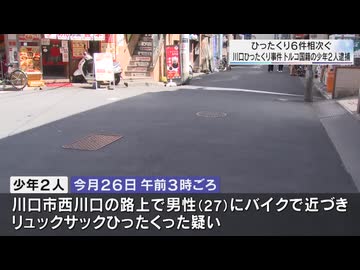 ひったくり6件相次ぐ
川口ひったくり事件 トルコ国籍の少年2人逮捕
少年2人
今月26日 午前3時ごろ
川口市西川口の路上で男性(27)にバイクで近づき
リュックサックひったくった疑い